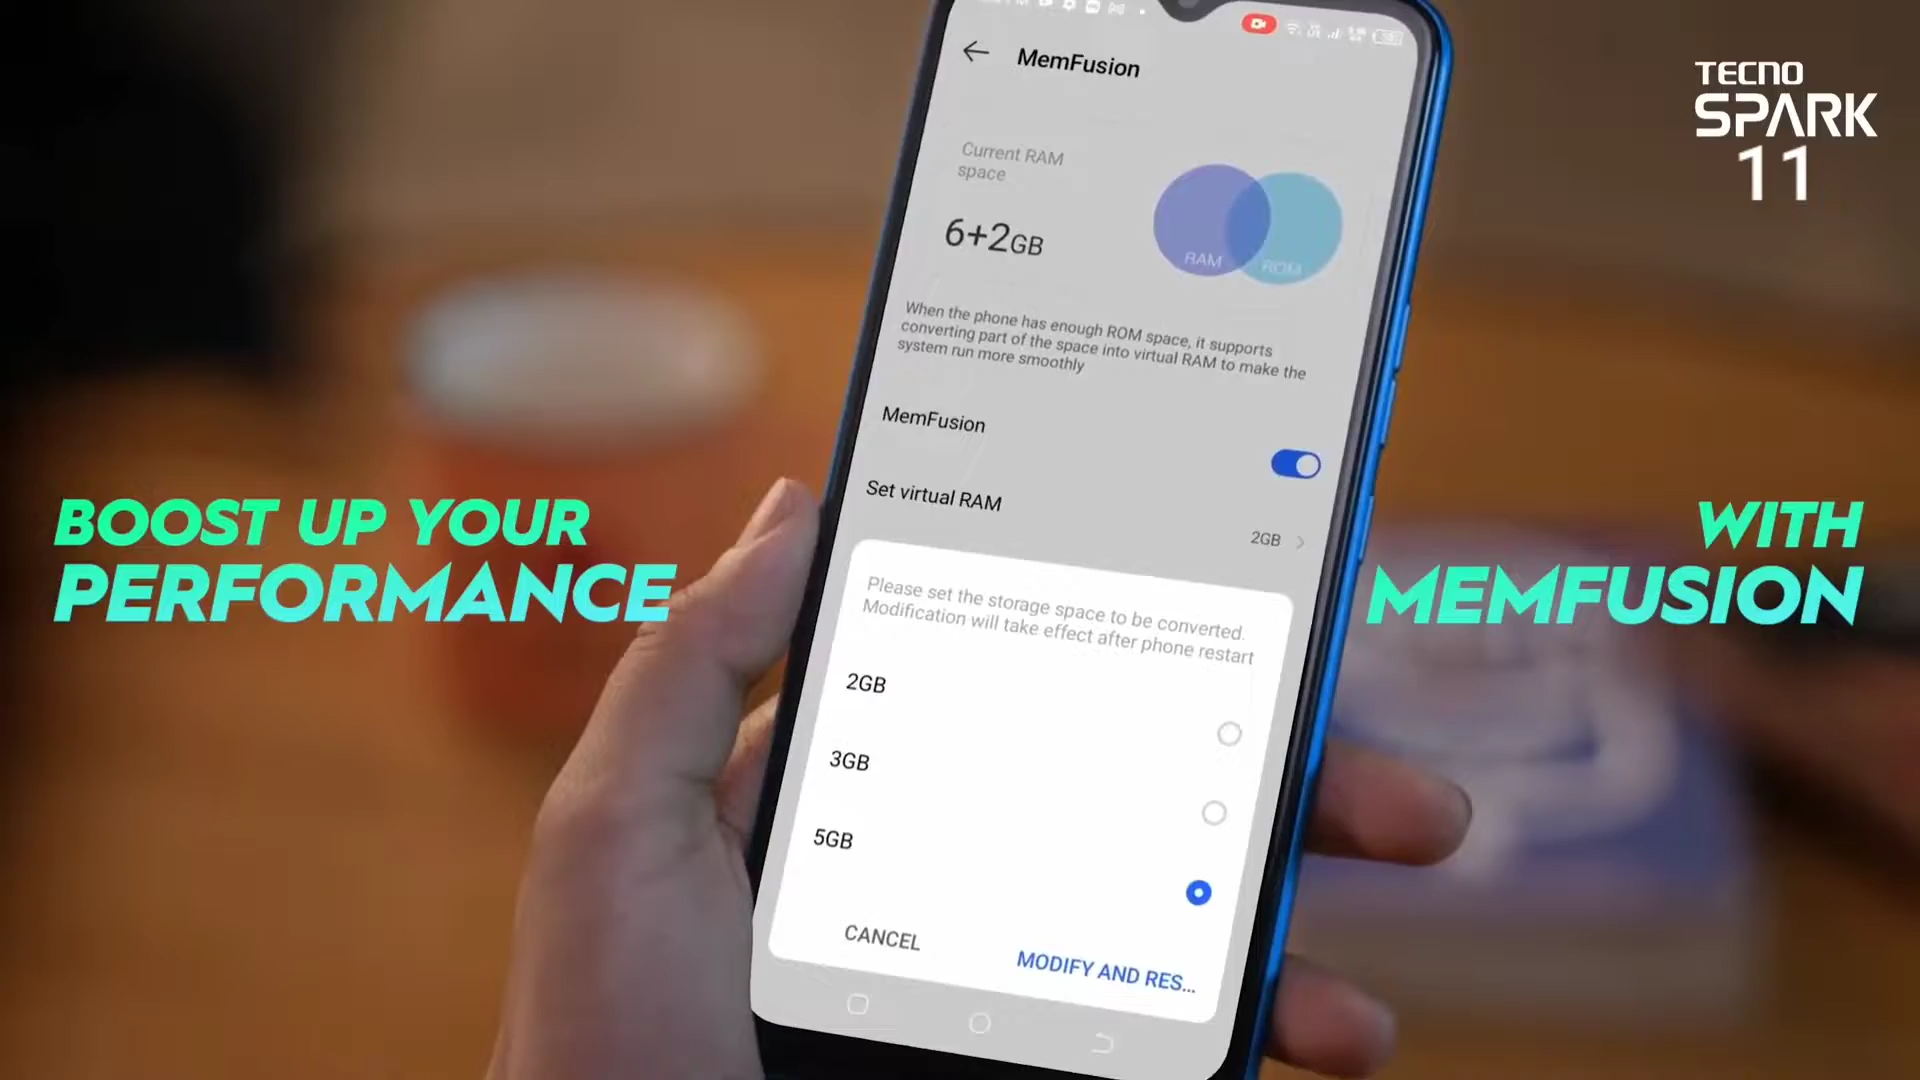 TECNO
SPARK
11
MemFusion
Current RAM
space
6+2GB
RAM
ROM
When the phone has enough ROM space, it supports
converting part of the space into virtual RAM to make the
system run more smoothly
MemFusion
Set virtual RAM
2GB
Please set the storage space to be converted.
Modification will take effect after phone restart
2GB
3GB
5GB
CANCEL
MODIFY AND RES...
BOOST UP YOUR
PERFORMANCE
WITH
MEMFUSION